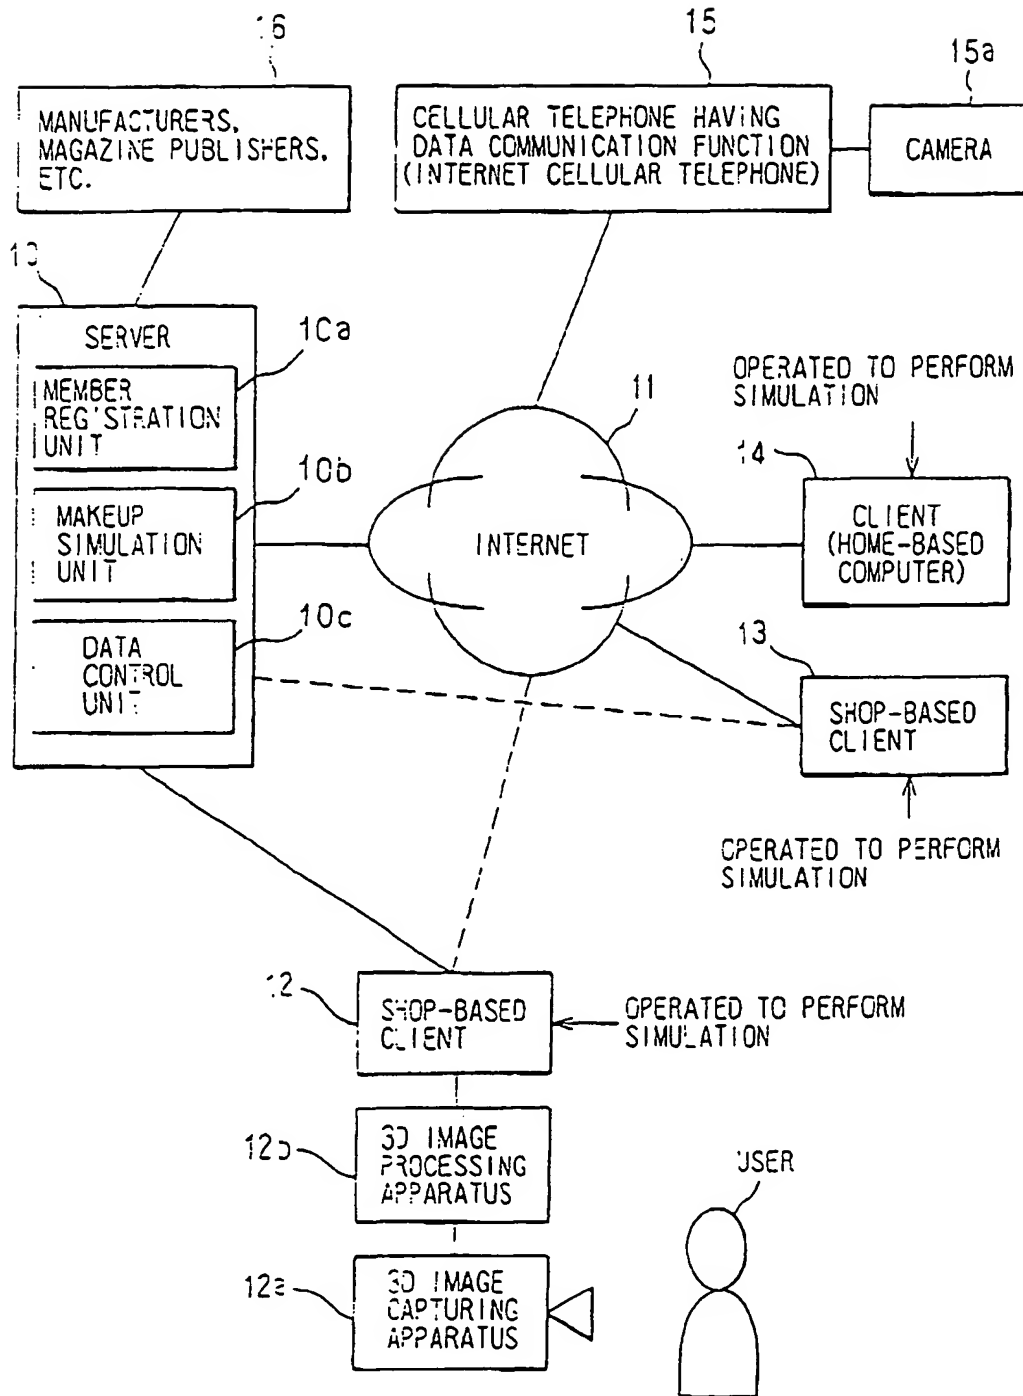 16
15
15a
MANUFACTURERS,
MAGAZINE PUBLISHERS,
ETC.
CELLULAR TELEPHONE HAVING
DATA COMMUNICATION FUNCTION
(INTERNET CELLULAR TELEPHONE)
CAMERA
10
SERVER
10a
MEMBER
REGISTRATION
UNIT
10b
MAKEUP
SIMULATION
UNIT
10c
DATA
CONTROL
UNIT
11
INTERNET
OPERATED TO PERFORM
SIMULATION
14
CLIENT
(HOME-BASED
COMPUTER)
13
SHOP-BASED
CLIENT
OPERATED TO PERFORM
SIMULATION
12
SHOP-BASED
CLIENT
OPERATED TO PERFORM
SIMULATION
12b
3D IMAGE
PROCESSING
APPARATUS
12a
3D IMAGE
CAPTURING
APPARATUS
USER